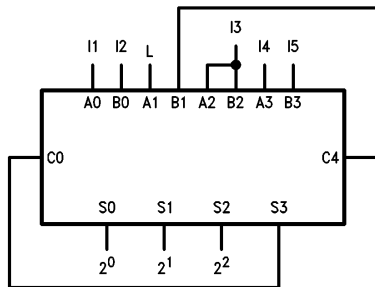 I3
I1 I2 L I4 I5
A0 B0 A1 B1 A2 B2 A3 B3
C0 C4
S0 S1 S2 S3
2⁰ 2¹ 2²